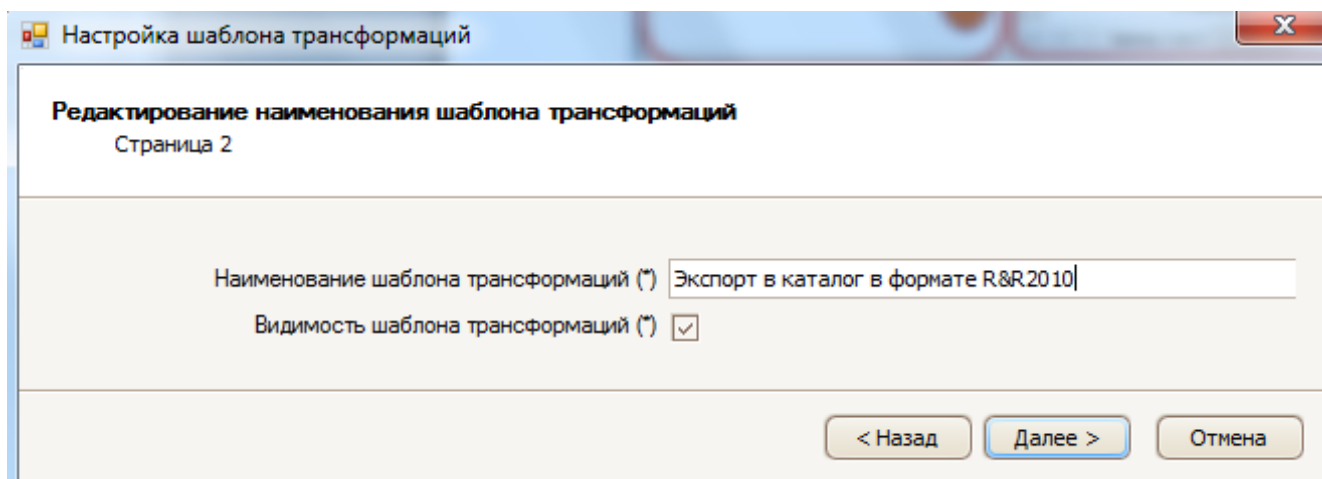 Настройка шаблона трансформаций
Редактирование наименования шаблона трансформаций
Страница 2
Наименование шаблона трансформаций (*) Экспорт в каталог в формате R&R2010
Видимость шаблона трансформаций (*)
< Назад Далее > Отмена